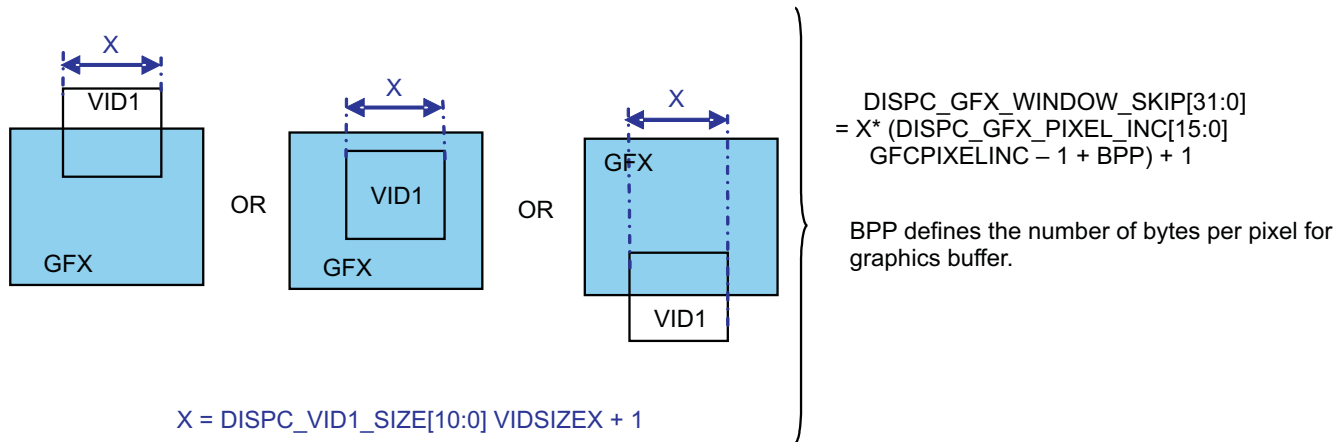 X
VID1
GFX
OR
X
VID1
GFX
OR
X
GFX
VID1
X = DISPC_VID1_SIZE[10:0] VIDSIZEX + 1
DISPC_GFX_WINDOW_SKIP[31:0]
= X* (DISPC_GFX_PIXEL_INC[15:0]
GFCPIXELINC – 1 + BPP) + 1
BPP defines the number of bytes per pixel for
graphics buffer.